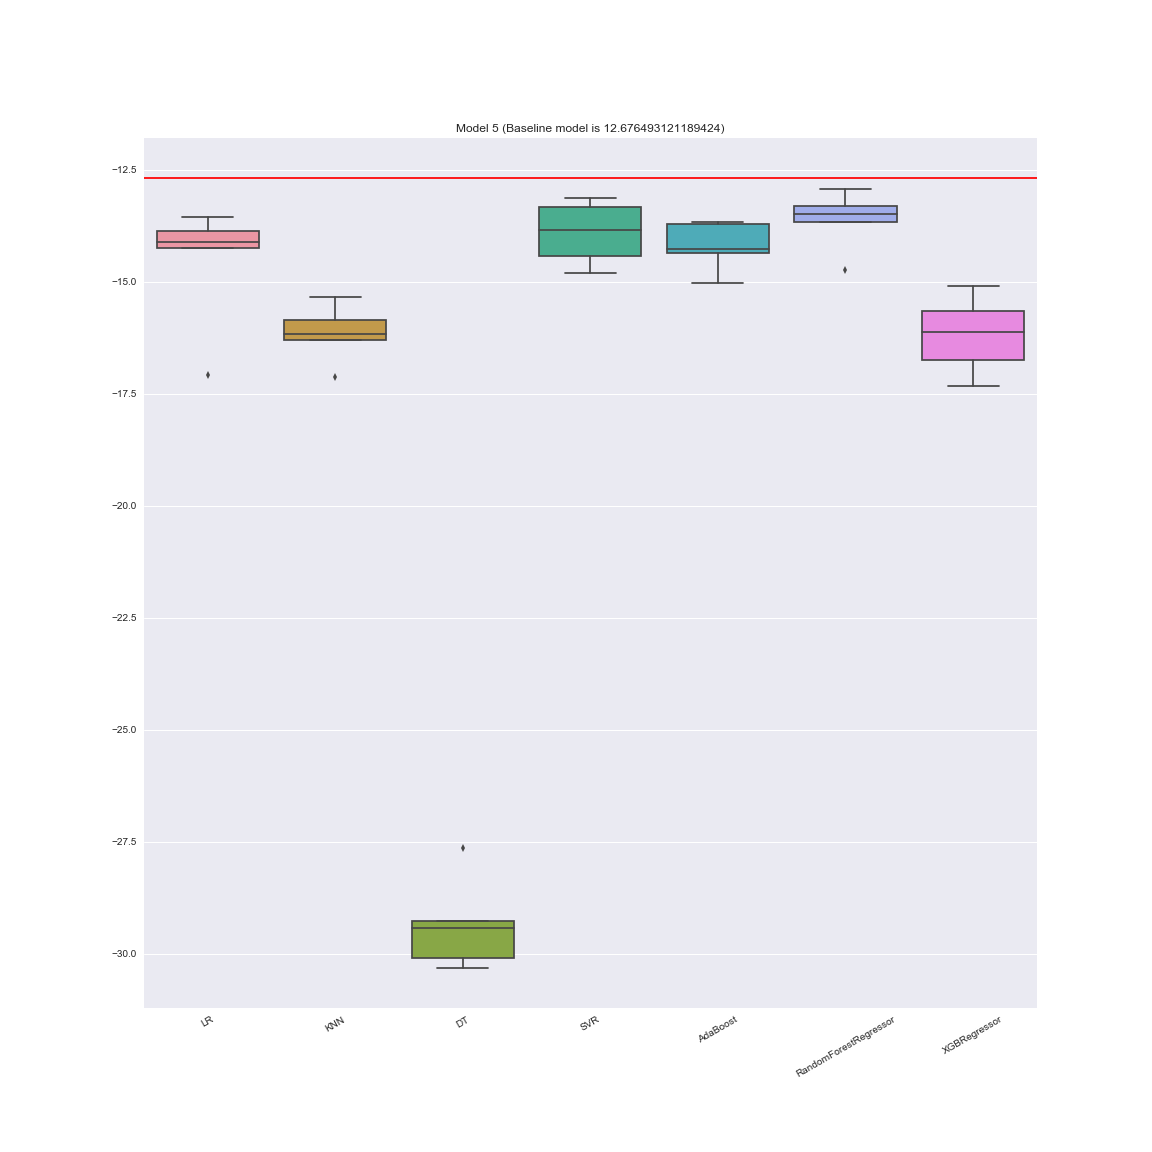 Model 5 (Baseline model is 12.676493121189424)
−12.5
−15.0
−17.5
−20.0
−22.5
−25.0
−27.5
−30.0
LR
KNN
DT
SVR
AdaBoost
RandomForestRegressor
XGBRegressor